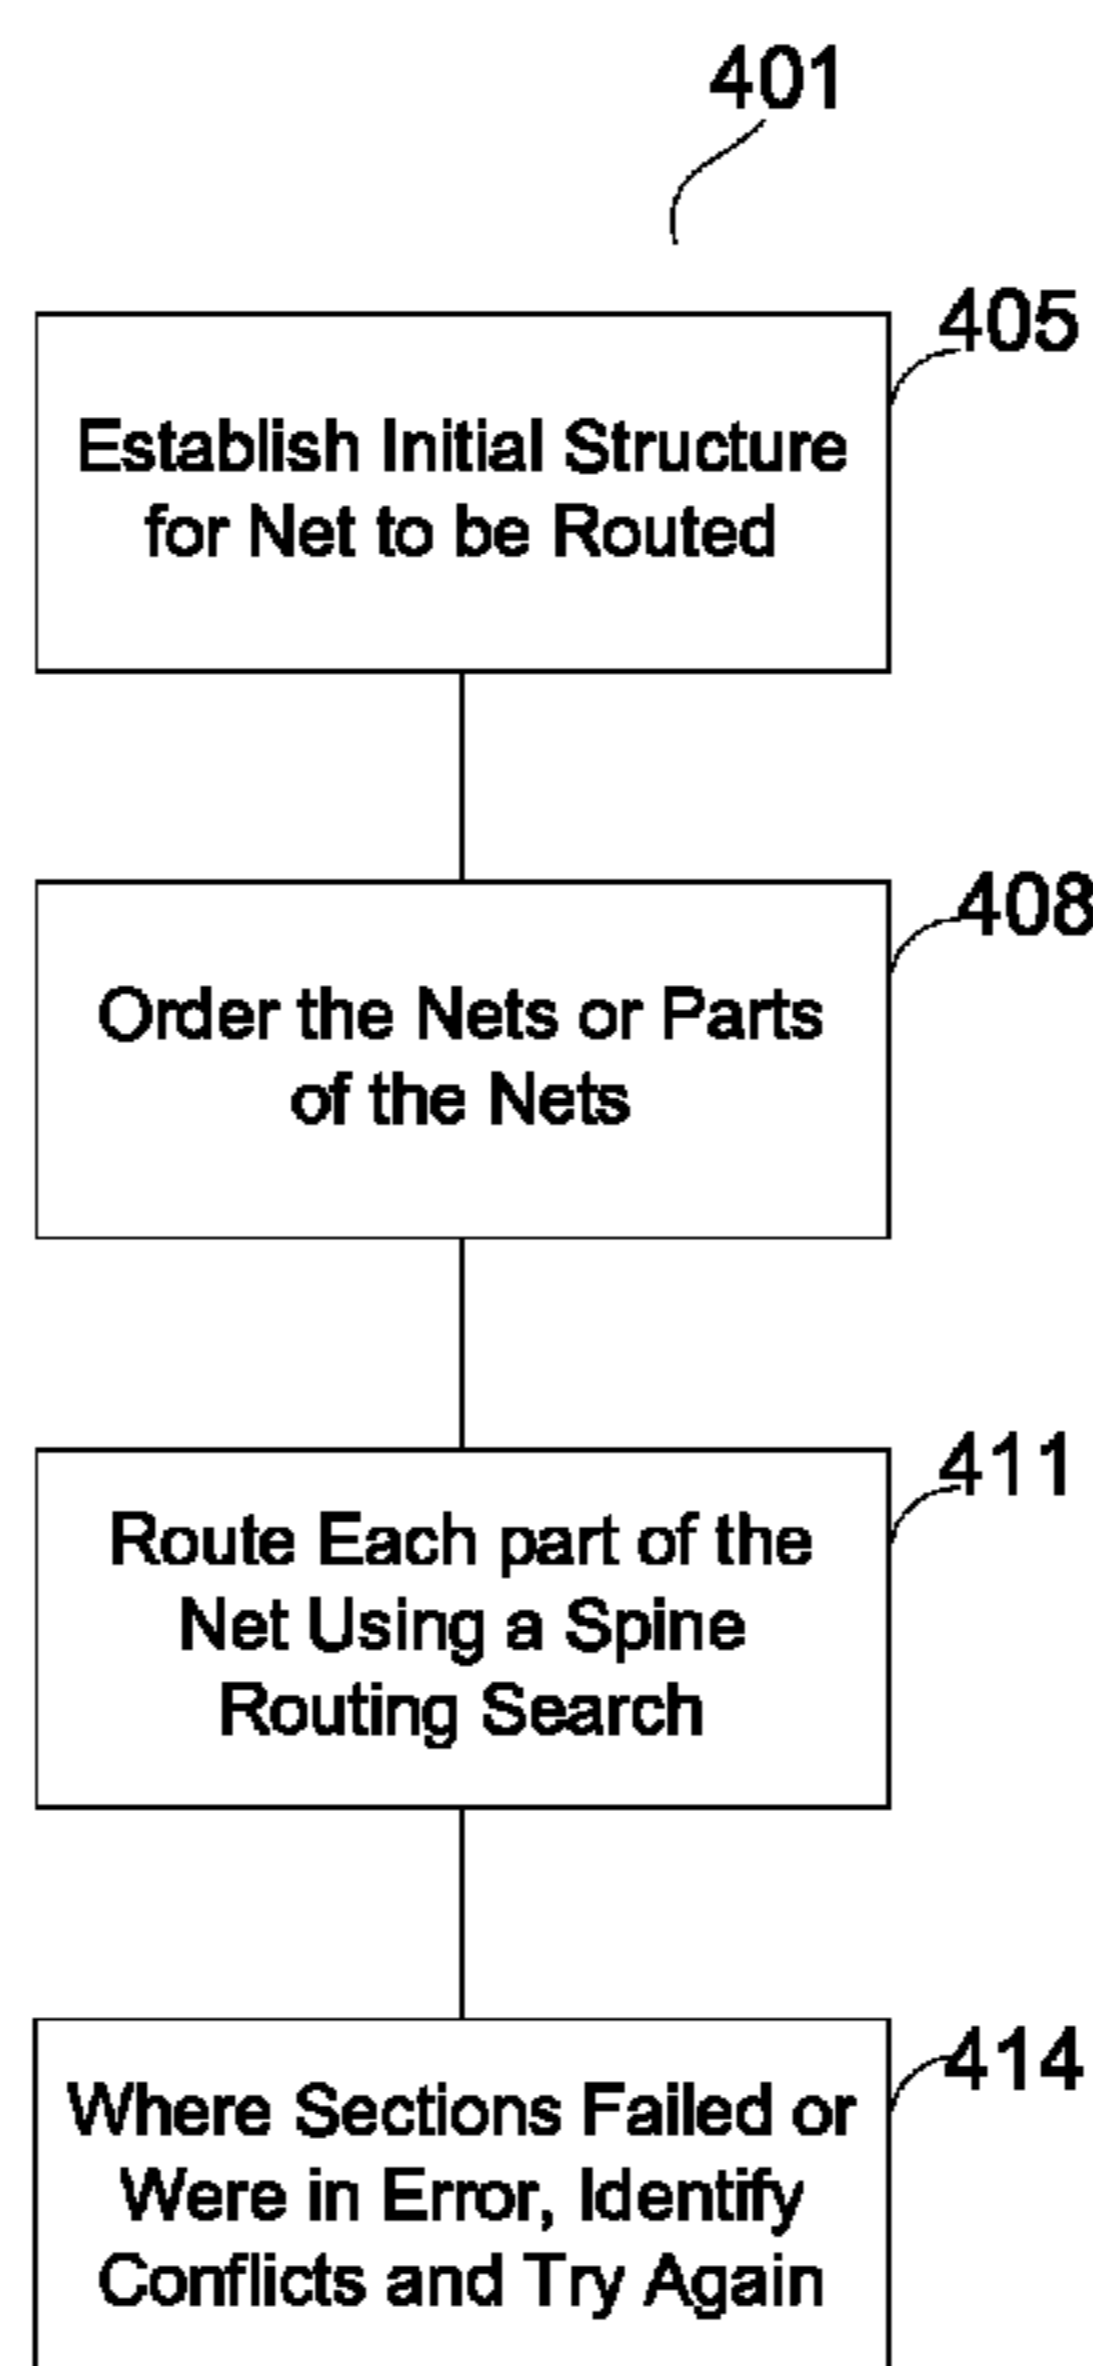 401
405
Establish Initial Structure
for Net to be Routed
408
Order the Nets or Parts
of the Nets
411
Route Each part of the
Net Using a Spine
Routing Search
414
Where Sections Failed or
Were in Error, Identify
Conflicts and Try Again